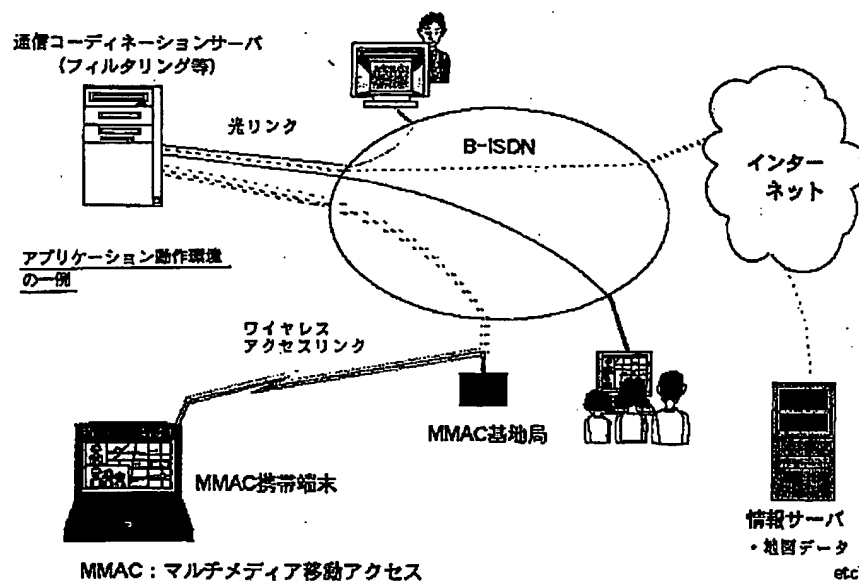 通信コーディネーションサーバ
(フィルタリング等)
光リンク
B-ISDN
インター
ネット
アプリケーション動作環境
の一例
ワイヤレス
アクセスリンク
MMAC基地局
MMAC携帯端末
情報サーバ
・地図データ
etc
MMAC：マルチメディア移動アクセス